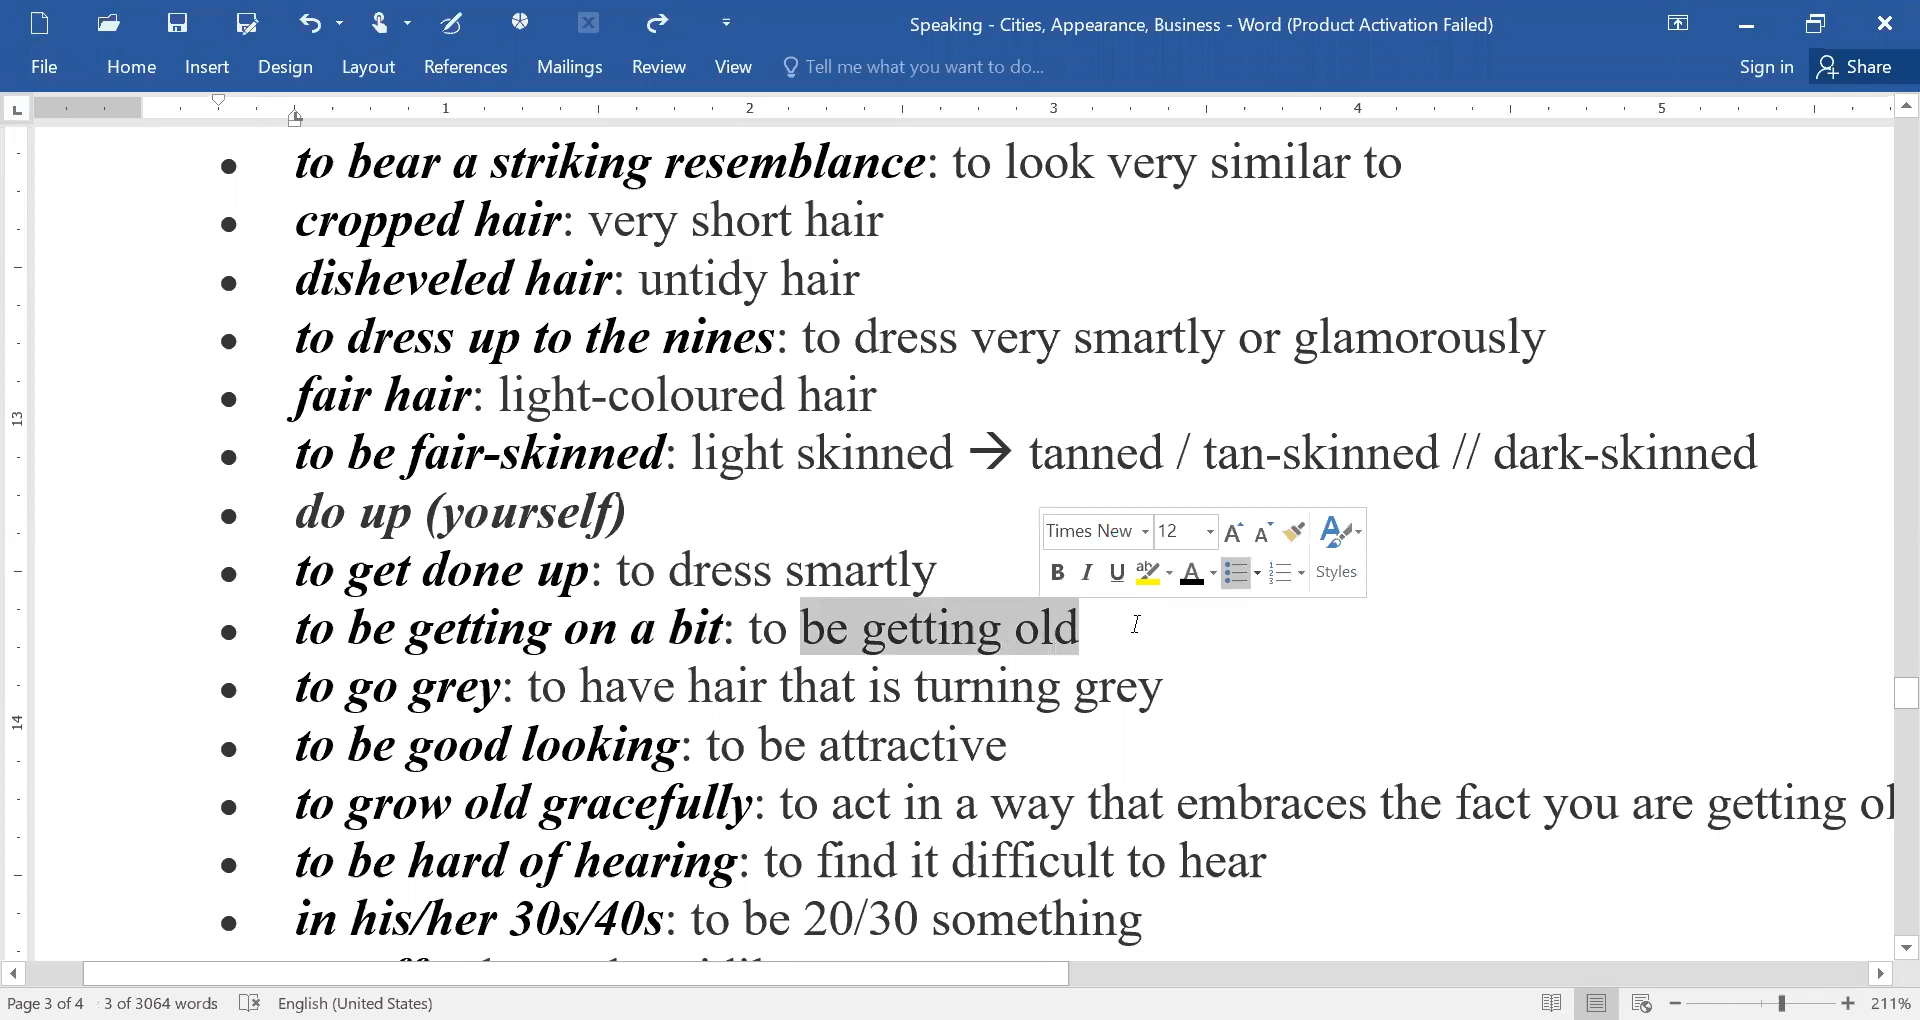 Speaking - Cities, Appearance, Business - Word (Product Activation Failed)
File Home Insert Design Layout References Mailings Review View Tell me what you want to do... Sign in Share
1 2 3 4 5
• to bear a striking resemblance: to look very similar to
• cropped hair: very short hair
• disheveled hair: untidy hair
• to dress up to the nines: to dress very smartly or glamorously
• fair hair: light-coloured hair
13
• to be fair-skinned: light skinned → tanned / tan-skinned // dark-skinned
• do up (yourself)
Times New 12
• to get done up: to dress smartly
B I U ab A Styles
• to be getting on a bit: to be getting old
• to go grey: to have hair that is turning grey
14
• to be good looking: to be attractive
• to grow old gracefully: to act in a way that embraces the fact you are getting ol
• to be hard of hearing: to find it difficult to hear
• in his/her 30s/40s: to be 20/30 something
Page 3 of 4 3 of 3064 words English (United States) 211%